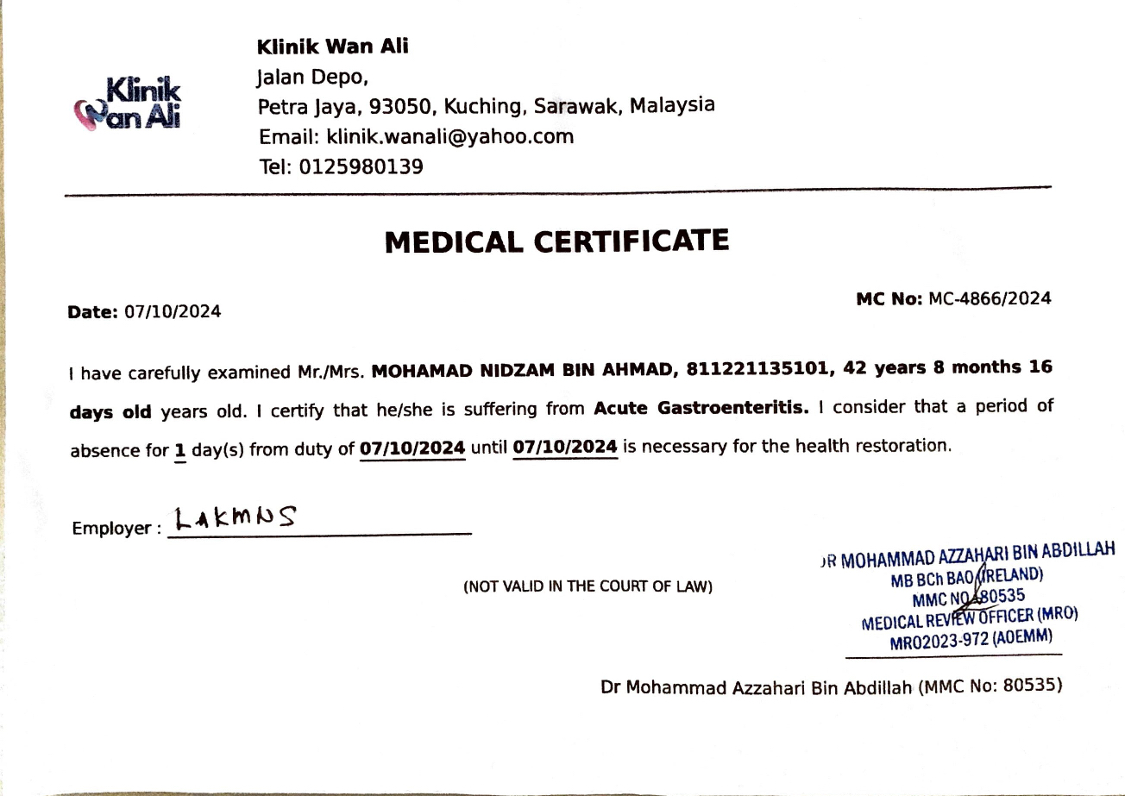 Klinik
Wan Ali
Klinik Wan Ali
Jalan Depo,
Petra Jaya, 93050, Kuching, Sarawak, Malaysia
Email: klinik.wanali@yahoo.com
Tel: 0125980139
MEDICAL CERTIFICATE
Date: 07/10/2024
MC No: MC-4866/2024
I have carefully examined Mr./Mrs. MOHAMAD NIDZAM BIN AHMAD, 811221135101, 42 years 8 months 16
days old years old. I certify that he/she is suffering from Acute Gastroenteritis. I consider that a period of
absence for 1 day(s) from duty of 07/10/2024 until 07/10/2024 is necessary for the health restoration.
Employer : LAKMNS
(NOT VALID IN THE COURT OF LAW)
DR MOHAMMAD AZZAHARI BIN ABDILLAH
MB BCh BAO (IRELAND)
MMC NO 80535
MEDICAL REVIEW OFFICER (MRO)
MRO2023-972 (AOEMM)
Dr Mohammad Azzahari Bin Abdillah (MMC No: 80535)